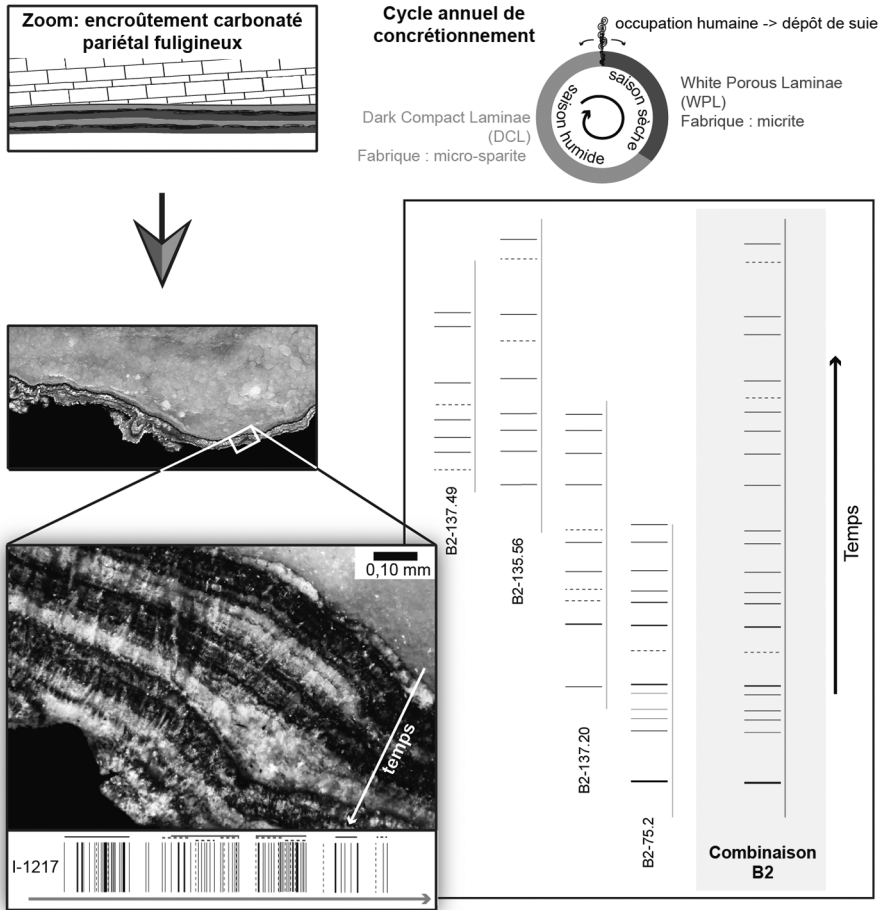 Zoom: encroûtement carbonaté
pariétal fuligineux
Cycle annuel de
concrétionnement
occupation humaine -> dépôt de suie
saison sèche
saison humide
White Porous Laminae
(WPL)
Fabrique : micrite
Dark Compact Laminae
(DCL)
Fabrique : micro-sparite
B2-137.49
B2-135.56
B2-137.20
B2-75.2
Combinaison
B2
Temps
0,10 mm
temps
I-1217